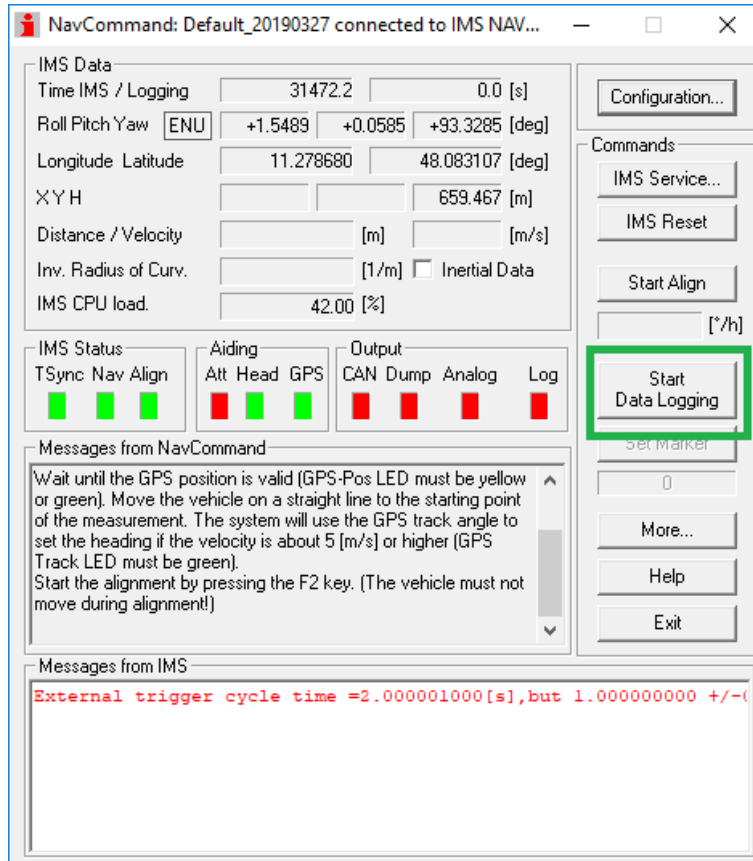 NavCommand: Default_20190327 connected to IMS NAV...
IMS Data
Time IMS / Logging 31472.2 0.0 [s]
Roll Pitch Yaw ENU +1.5489 +0.0585 +93.3285 [deg]
Longitude Latitude 11.278680 48.083107 [deg]
X Y H 659.467 [m]
Distance / Velocity [m] [m/s]
Inv. Radius of Curv. [1/m] Inertial Data
IMS CPU load. 42.00 [%]
IMS Status
TSync Nav Align
Aiding
Att Head GPS
Output
CAN Dump Analog Log
Messages from NavCommand
Wait until the GPS position is valid (GPS-Pos LED must be yellow
or green). Move the vehicle on a straight line to the starting point
of the measurement. The system will use the GPS track angle to
set the heading if the velocity is about 5 [m/s] or higher (GPS
Track LED must be green).
Start the alignment by pressing the F2 key. (The vehicle must not
move during alignment!)
Messages from IMS
External trigger cycle time =2.000001000[s],but 1.000000000 +/-
Configuration...
Commands
IMS Service...
IMS Reset
Start Align
[°/h]
Start
Data Logging
Set Marker
0
More...
Help
Exit